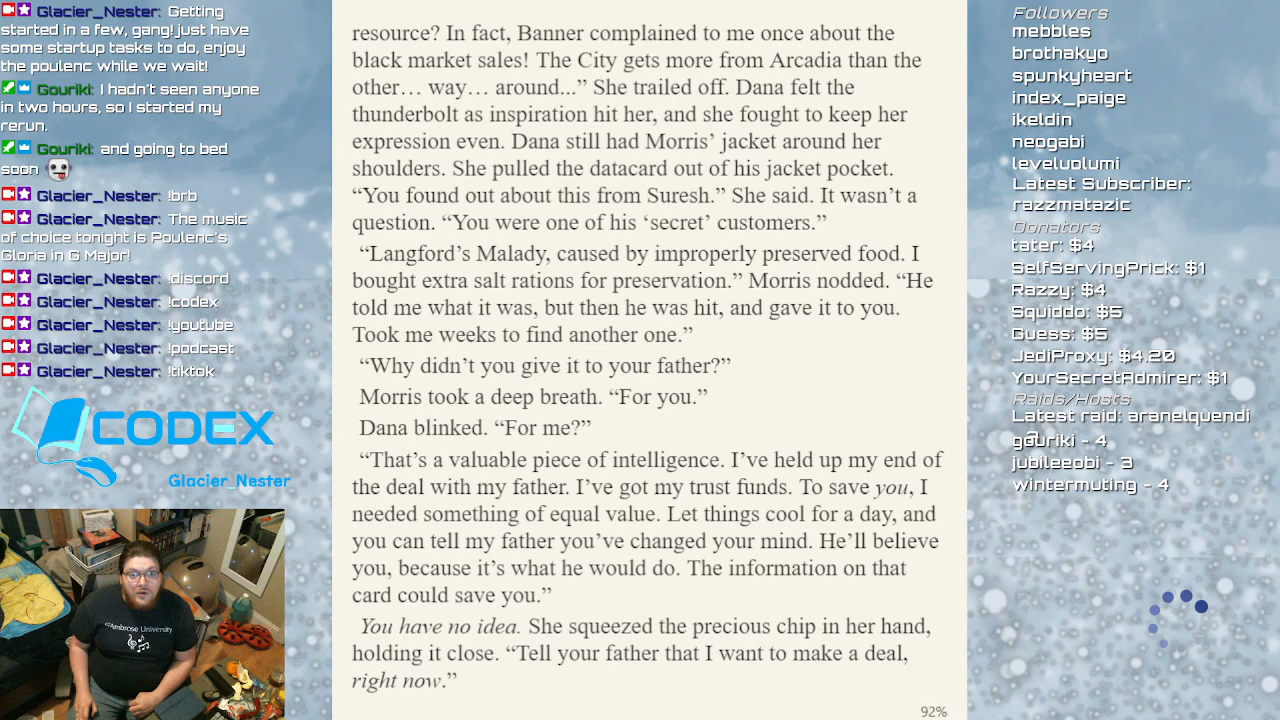 Glacier_Nester: Getting
started in a few, gang! just have
some startup tasks to do, enjoy
the poulenc while we wait!
Gouriki: I hadn't seen anyone
in two hours, so I started my
rerun.
Gouriki: and going to bed
soon
Glacier_Nester: !brb
Glacier_Nester: The music
of choice tonight is Poulenc's
Gloria in G Major!
Glacier_Nester: !discord
Glacier_Nester: !codex
Glacier_Nester: !youtube
Glacier_Nester: !podcast
Glacier_Nester: !tiktok
CODEX
Glacier_Nester
Ambrose University
resource? In fact, Banner complained to me once about the
black market sales! The City gets more from Arcadia than the
other… way… around...” She trailed off. Dana felt the
thunderbolt as inspiration hit her, and she fought to keep her
expression even. Dana still had Morris’ jacket around her
shoulders. She pulled the datacard out of his jacket pocket.
“You found out about this from Suresh.” She said. It wasn’t a
question. “You were one of his ‘secret’ customers.”
“Langford’s Malady, caused by improperly preserved food. I
bought extra salt rations for preservation.” Morris nodded. “He
told me what it was, but then he was hit, and gave it to you.
Took me weeks to find another one.”
“Why didn’t you give it to your father?”
Morris took a deep breath. “For you.”
Dana blinked. “For me?”
“That’s a valuable piece of intelligence. I’ve held up my end of
the deal with my father. I’ve got my trust funds. To save you, I
needed something of equal value. Let things cool for a day, and
you can tell my father you’ve changed your mind. He’ll believe
you, because it’s what he would do. The information on that
card could save you.”
You have no idea. She squeezed the precious chip in her hand,
holding it close. “Tell your father that I want to make a deal,
right now.”
92%
Followers
mebbles
brothakyo
spunkyheart
index_paige
ikeldin
neogabi
leveluolumi
Latest Subscriber:
razzmatazic
Donators
tater: $4
SelfServingPrick: $1
Razzy: $4
Squiddo: $5
Guess: $5
JediProxy: $4.20
YourSecretAdmirer: $1
Raids/Hosts
Latest raid: aranelquendi
gouriki - 4
jubileeobi - 3
wintermuting - 4